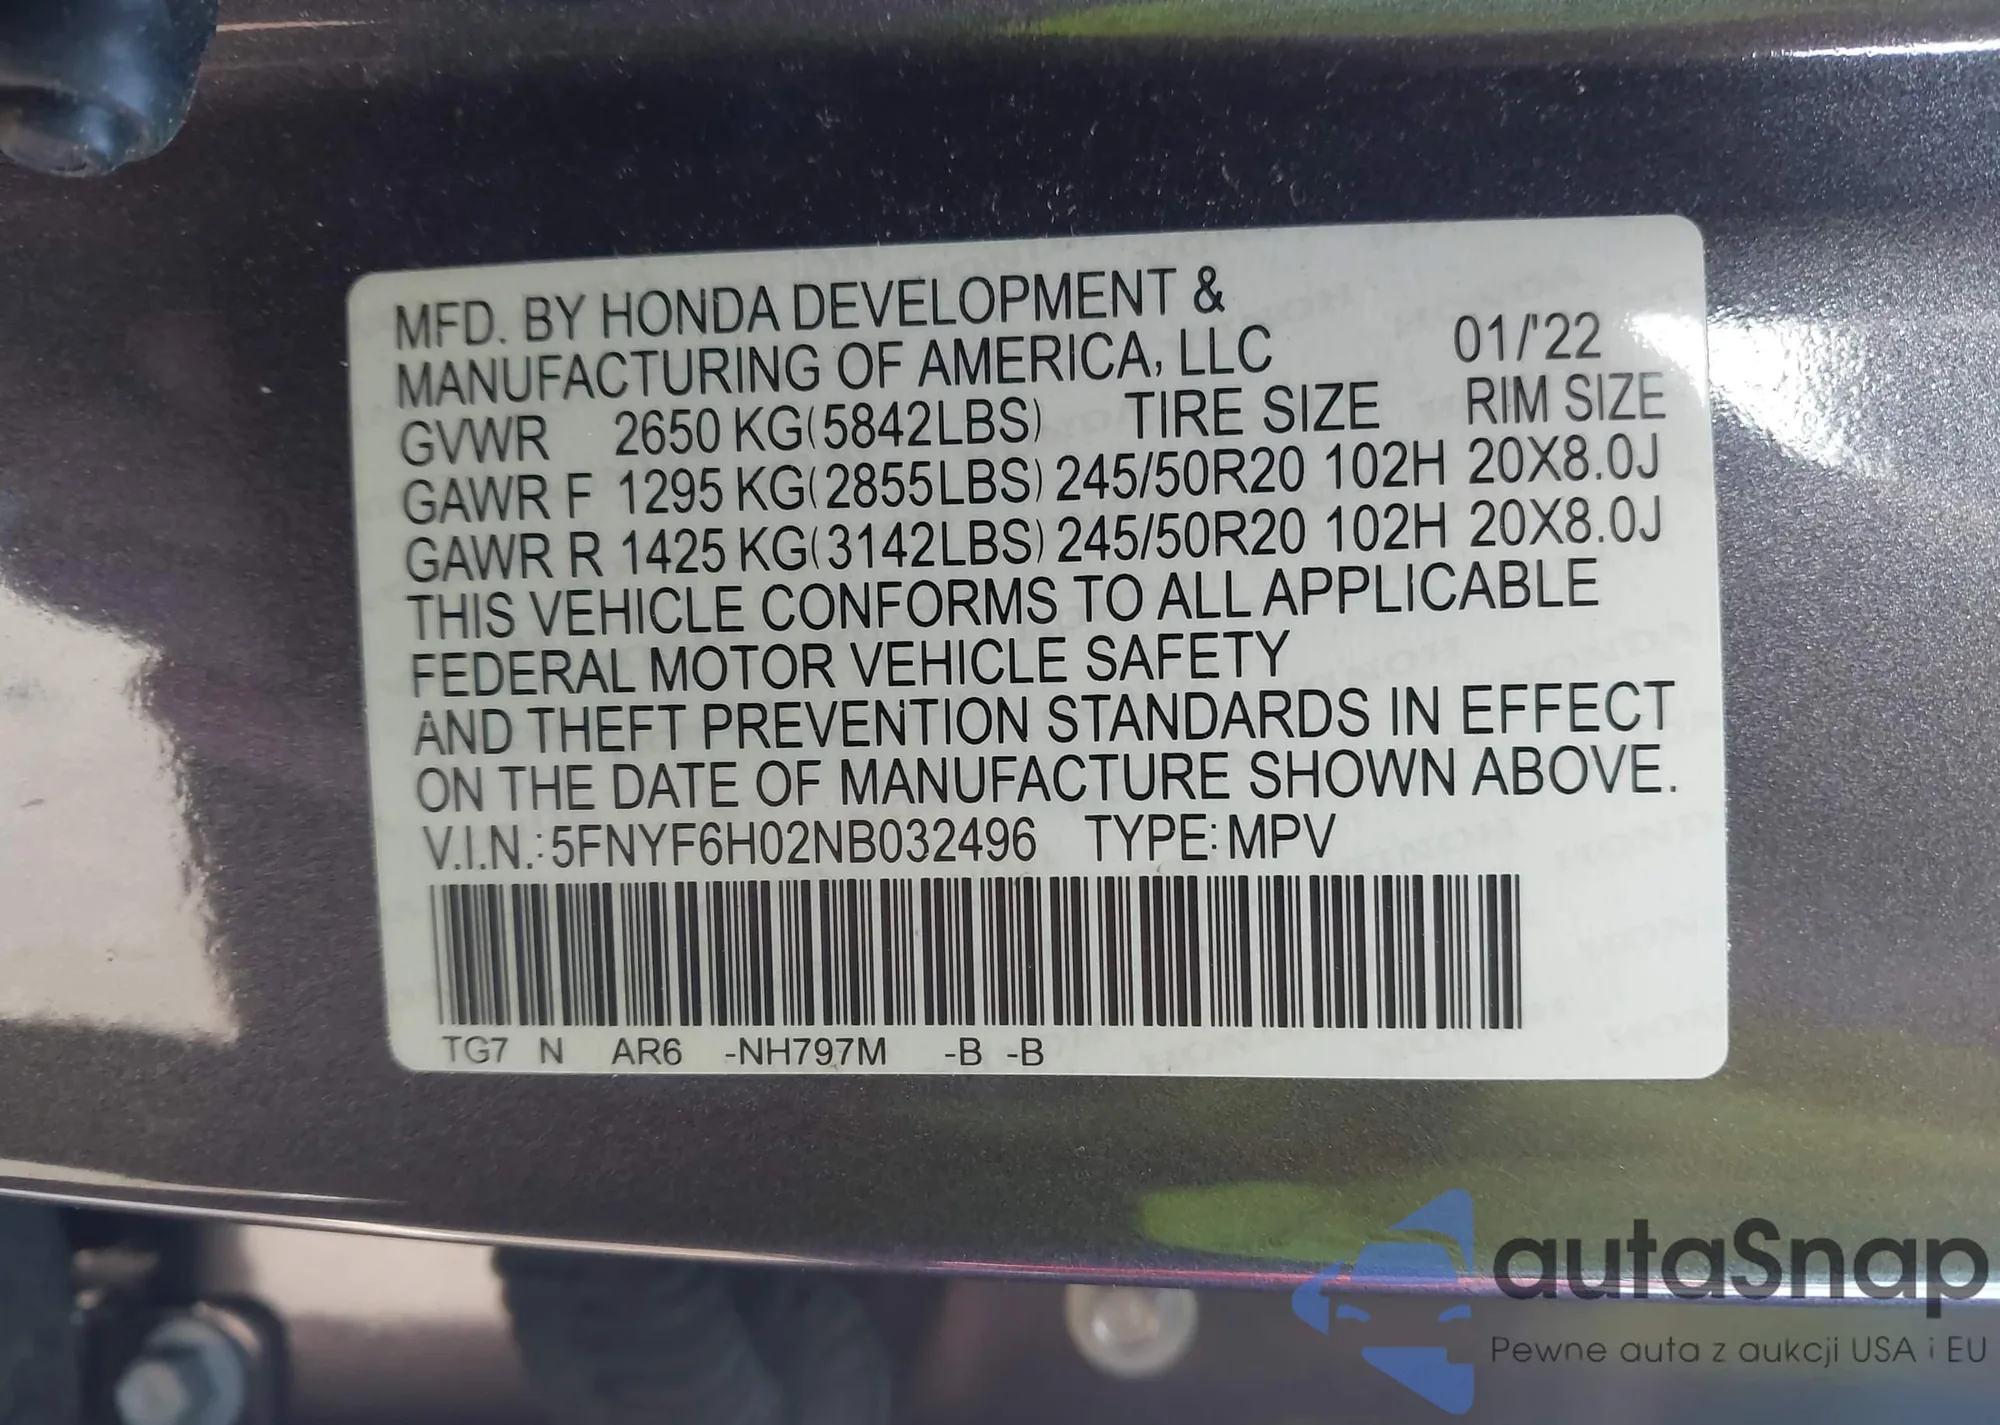 MFD. BY HONDA DEVELOPMENT &
MANUFACTURING OF AMERICA, LLC 01/'22
GVWR 2650 KG(5842LBS) TIRE SIZE RIM SIZE
GAWR F 1295 KG(2855LBS) 245/50R20 102H 20X8.0J
GAWR R 1425 KG(3142LBS) 245/50R20 102H 20X8.0J
THIS VEHICLE CONFORMS TO ALL APPLICABLE
FEDERAL MOTOR VEHICLE SAFETY
AND THEFT PREVENTION STANDARDS IN EFFECT
ON THE DATE OF MANUFACTURE SHOWN ABOVE.
V.I.N.:5FNYF6H02NB032496 TYPE:MPV
TG7 N AR6 -NH797M -B -B
autaSnap
Pewne auta z aukcji USA i EU